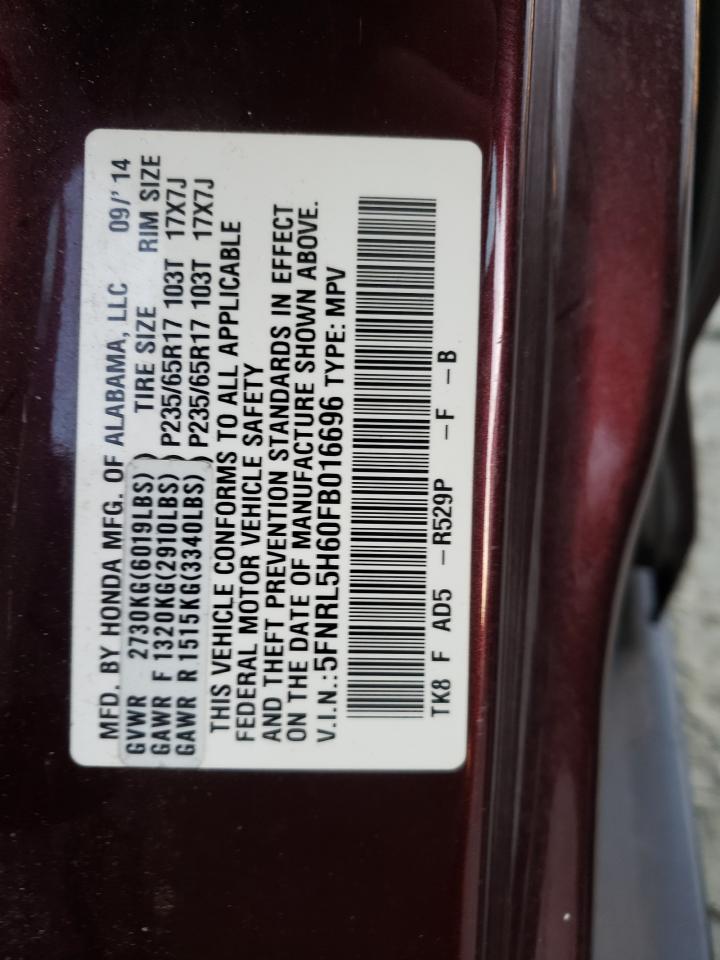 MFD. BY HONDA MFG. OF ALABAMA, LLC 09/' 14
GVWR 2730KG(6019LBS) TIRE SIZE RIM SIZE
GAWR F 1320KG(2910LBS) P235/65R17 103T 17X7J
GAWR R 1515KG(3340LBS) P235/65R17 103T 17X7J
THIS VEHICLE CONFORMS TO ALL APPLICABLE
FEDERAL MOTOR VEHICLE SAFETY
AND THEFT PREVENTION STANDARDS IN EFFECT
ON THE DATE OF MANUFACTURE SHOWN ABOVE.
V.I.N.:5FNRL5H60FB016696 TYPE: MPV
TK8 F AD5 –R529P –F –B